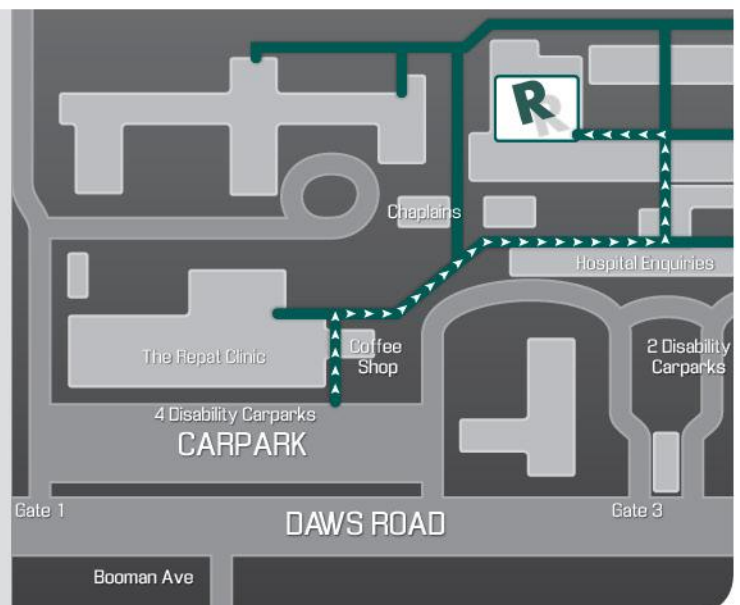 R
R
Chaplains
Hospital Enquiries
The Repat Clinic
Coffee
Shop
2 Disability
Carparks
4 Disability Carparks
CARPARK
Gate 1
DAWS ROAD
Gate 3
Booman Ave